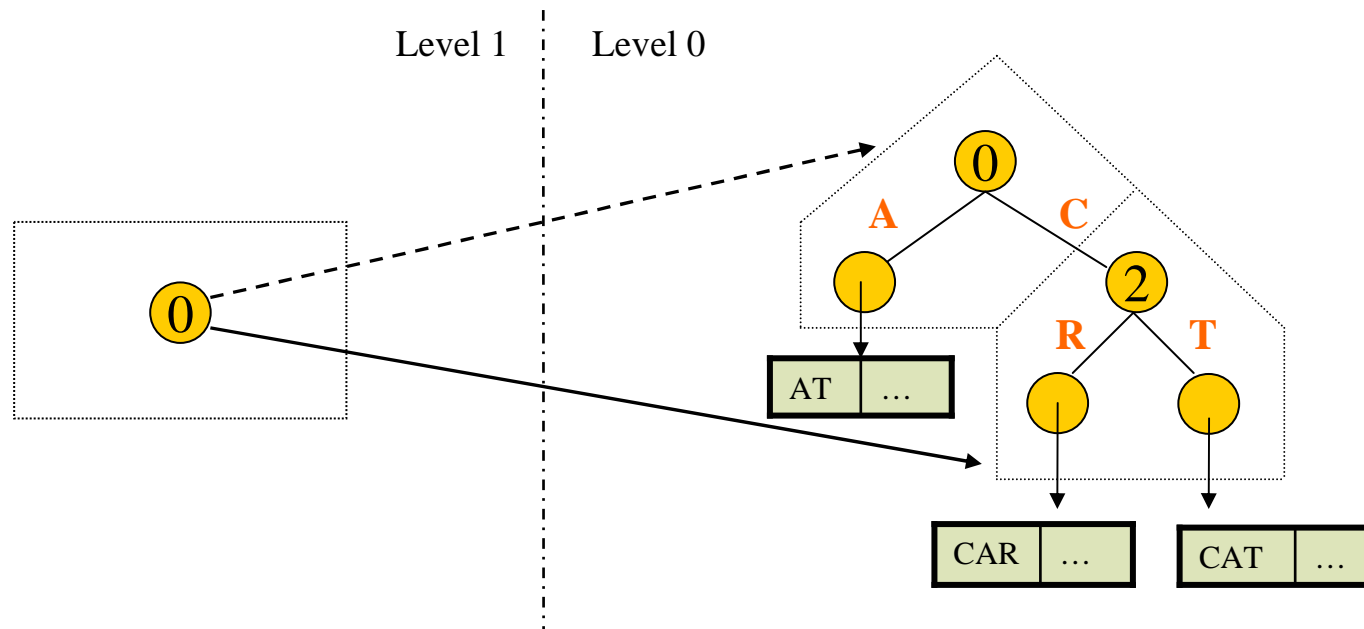 Level 1 Level 0
0
A C
0
2
R T
AT …
CAR …
CAT …